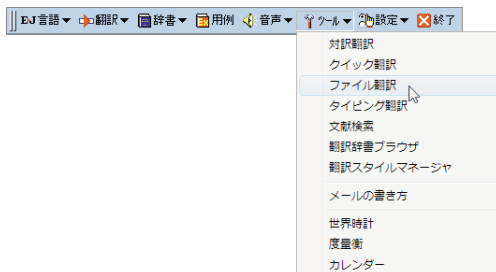 EJ言語▼ 翻訳▼ 辞書▼ 用例 音声▼ ツール▼ 設定▼ 終了
対訳翻訳
クイック翻訳
ファイル翻訳
タイピング翻訳
文献検索
翻訳辞書ブラウザ
翻訳スタイルマネージャ
メールの書き方
世界時計
度量衡
カレンダー